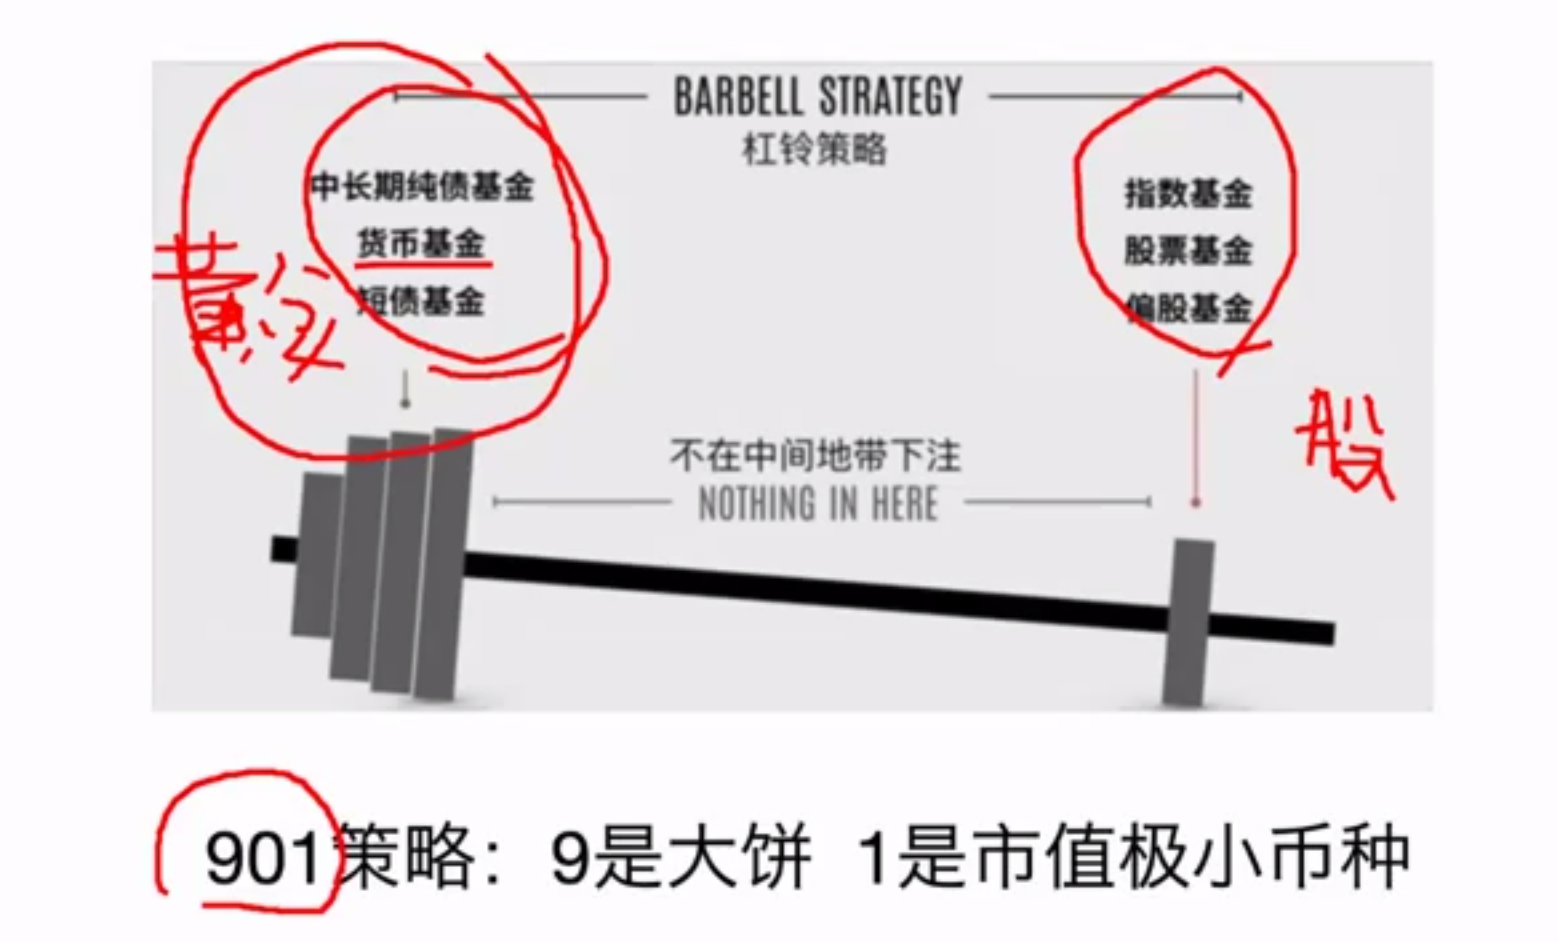 BARBELL STRATEGY
杠铃策略
中长期纯债基金
货币基金
短债基金
指数基金
股票基金
偏股基金
黄金
股
不在中间地带下注
NOTHING IN HERE
901策略：9是大饼 1是市值极小币种